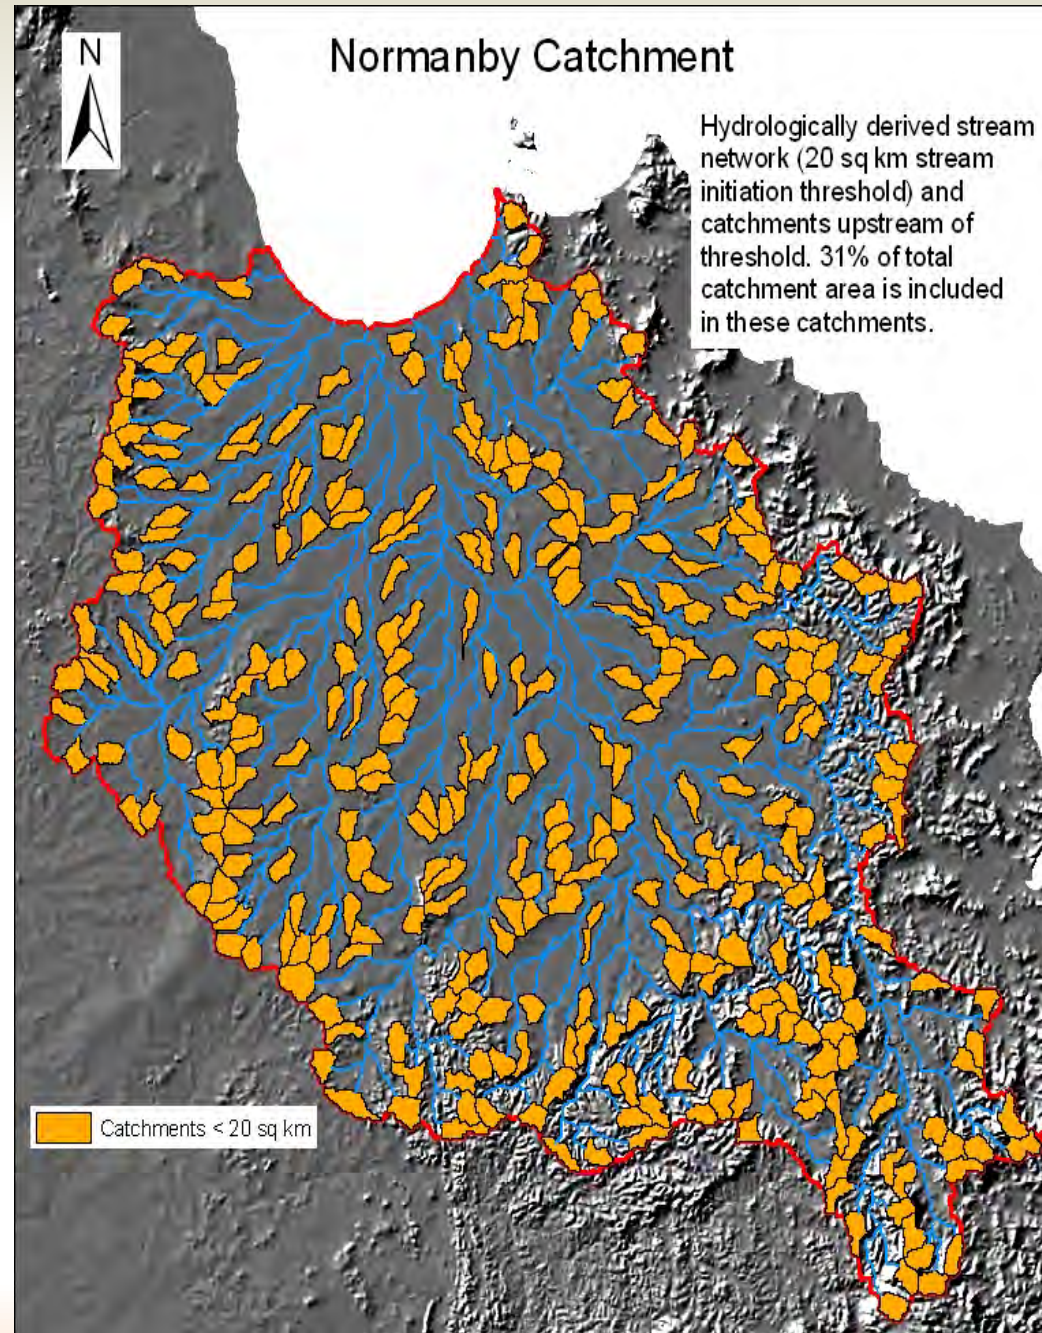 N
Normanby Catchment
Hydrologically derived stream
network (20 sq km stream
initiation threshold) and
catchments upstream of
threshold. 31% of total
catchment area is included
in these catchments.
Catchments < 20 sq km